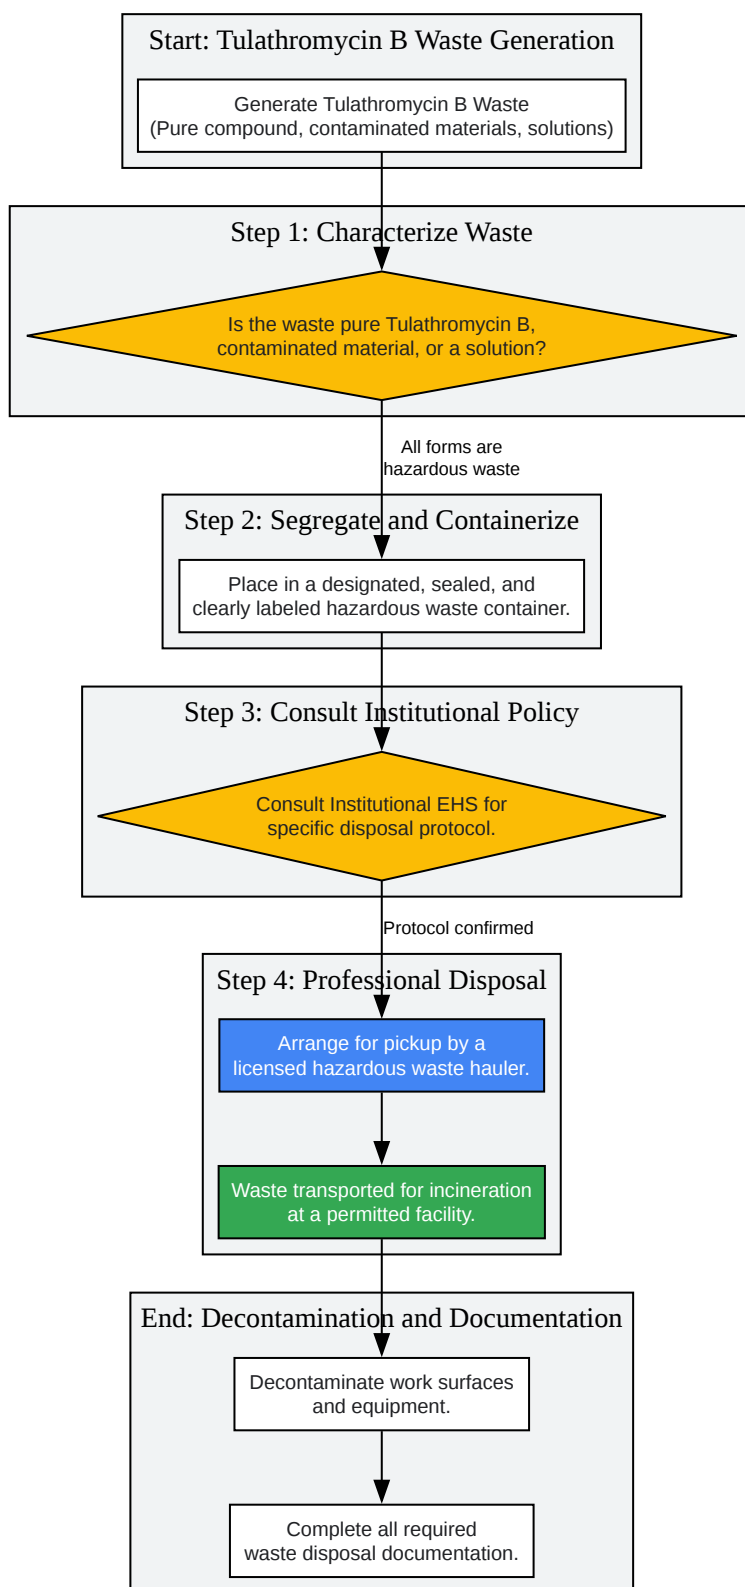 Start: Tulathromycin B Waste Generation
Generate Tulathromycin B Waste
(Pure compound, contaminated materials, solutions)
Step 1: Characterize Waste
Is the waste pure Tulathromycin B,
contaminated material, or a solution?
All forms are
hazardous waste
Step 2: Segregate and Containerize
Place in a designated, sealed, and
clearly labeled hazardous waste container.
Step 3: Consult Institutional Policy
Consult Institutional EHS for
specific disposal protocol.
Protocol confirmed
Step 4: Professional Disposal
Arrange for pickup by a
licensed hazardous waste hauler.
Waste transported for incineration
at a permitted facility.
End: Decontamination and Documentation
Decontaminate work surfaces
and equipment.
Complete all required
waste disposal documentation.